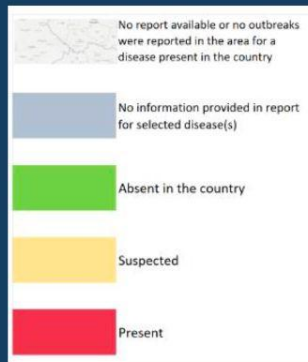 No report available or no outbreaks
were reported in the area for a
disease present in the country
No information provided in report
for selected disease(s)
Absent in the country
Suspected
Present